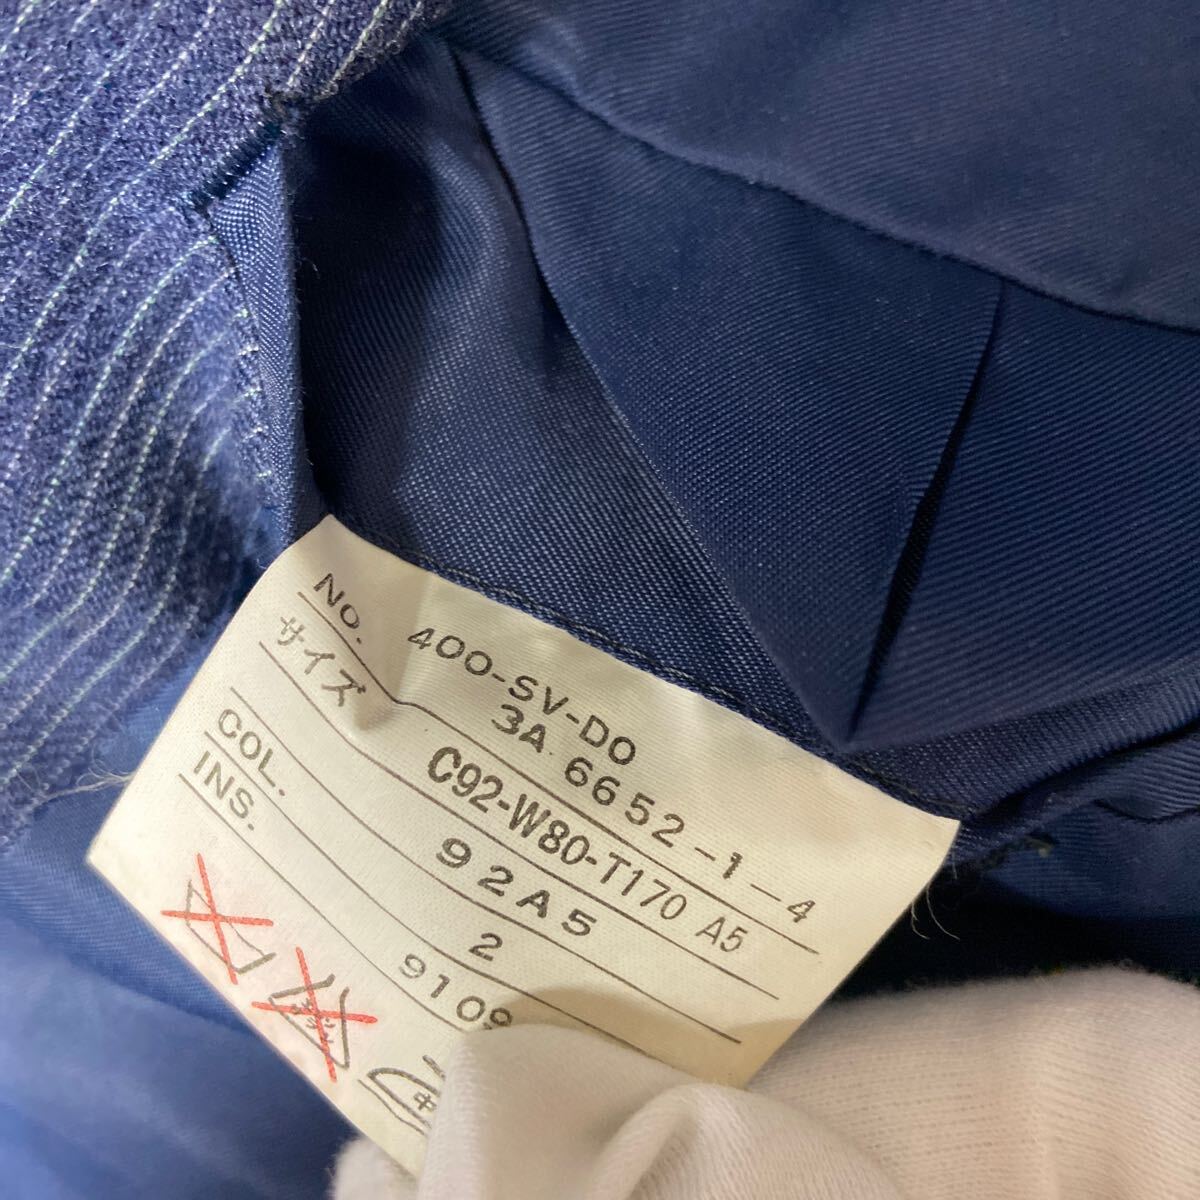 No. 400-SV-DO
3A 6652-1-4
サイズ C92-W80-T170 A5
92A5
COL. 2
INS. 9109
中